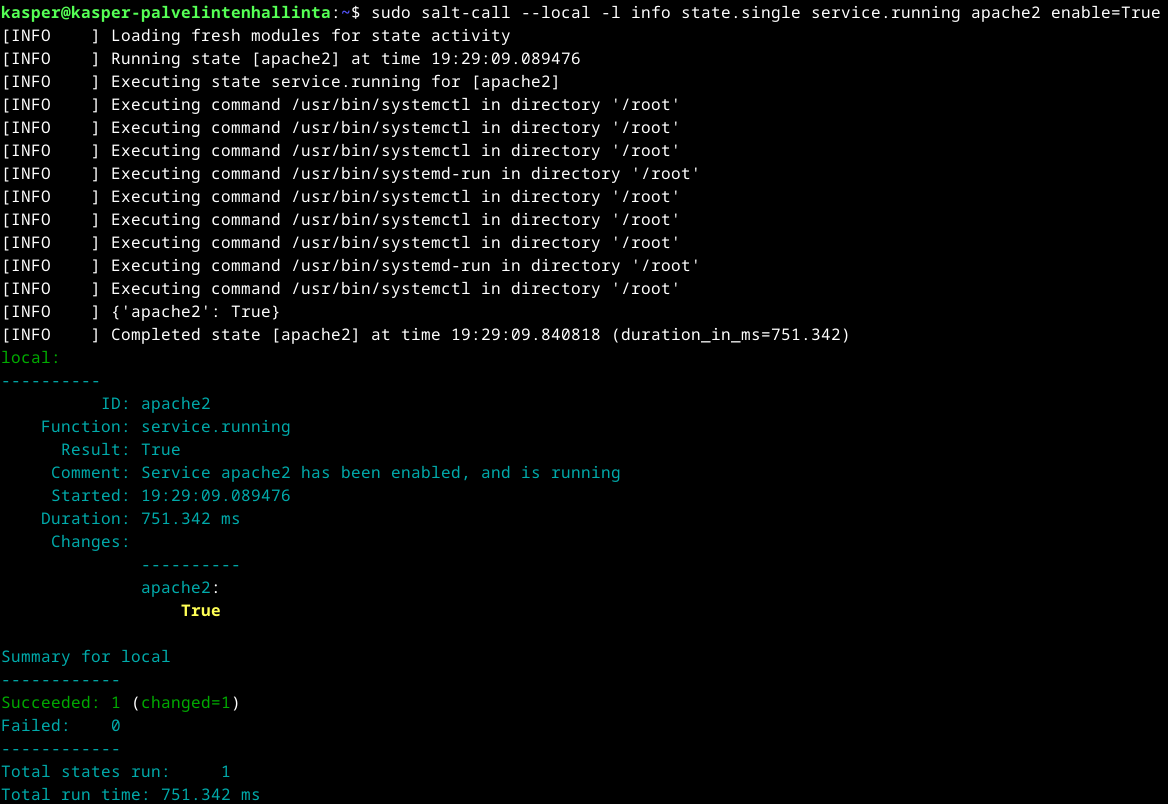 kasper@kasper-palvelintenhallinta:~$ sudo salt-call --local -l info state.single service.running apache2 enable=True
[INFO    ] Loading fresh modules for state activity
[INFO    ] Running state [apache2] at time 19:29:09.089476
[INFO    ] Executing state service.running for [apache2]
[INFO    ] Executing command /usr/bin/systemctl in directory '/root'
[INFO    ] Executing command /usr/bin/systemctl in directory '/root'
[INFO    ] Executing command /usr/bin/systemctl in directory '/root'
[INFO    ] Executing command /usr/bin/systemd-run in directory '/root'
[INFO    ] Executing command /usr/bin/systemctl in directory '/root'
[INFO    ] Executing command /usr/bin/systemctl in directory '/root'
[INFO    ] Executing command /usr/bin/systemctl in directory '/root'
[INFO    ] Executing command /usr/bin/systemd-run in directory '/root'
[INFO    ] Executing command /usr/bin/systemctl in directory '/root'
[INFO    ] {'apache2': True}
[INFO    ] Completed state [apache2] at time 19:29:09.840818 (duration_in_ms=751.342)
local:
----------
          ID: apache2
    Function: service.running
      Result: True
     Comment: Service apache2 has been enabled, and is running
     Started: 19:29:09.089476
    Duration: 751.342 ms
     Changes:
              ----------
              apache2:
                  True

Summary for local
------------
Succeeded: 1 (changed=1)
Failed:    0
------------
Total states run:     1
Total run time: 751.342 ms